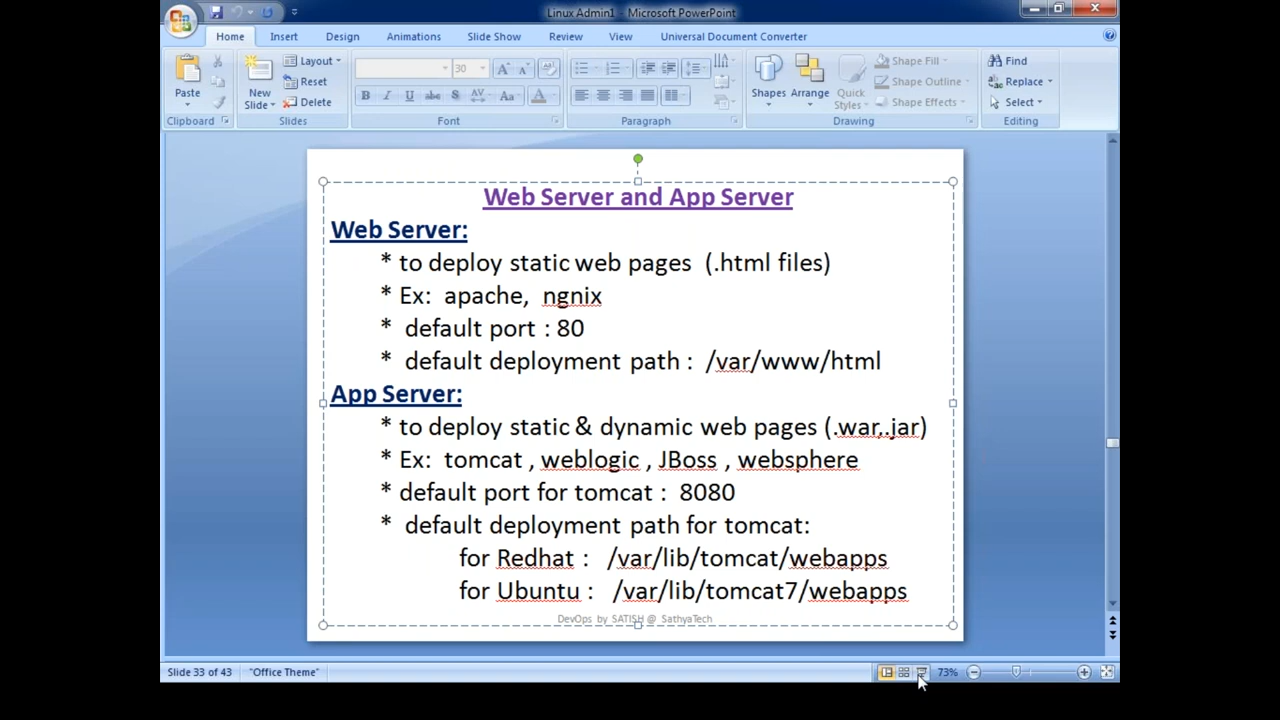 Linux Admin1 - Microsoft PowerPoint
Home Insert Design Animations Slide Show Review View Universal Document Converter
Paste
Clipboard
New Slide
Layout
Reset
Delete
Slides
30
B I U abc S AV Aa A
Font
Paragraph
Shapes
Arrange
Quick Styles
Shape Fill
Shape Outline
Shape Effects
Drawing
Find
Replace
Select
Editing
Web Server and App Server
Web Server:
* to deploy static web pages (.html files)
* Ex: apache, ngnix
* default port : 80
* default deployment path : /var/www/html
App Server:
* to deploy static & dynamic web pages (.war,.jar)
* Ex: tomcat , weblogic , JBoss , websphere
* default port for tomcat : 8080
* default deployment path for tomcat:
for Redhat : /var/lib/tomcat/webapps
for Ubuntu : /var/lib/tomcat7/webapps
DevOps by SATISH @ SathyaTech
Slide 33 of 43 "Office Theme" 73%